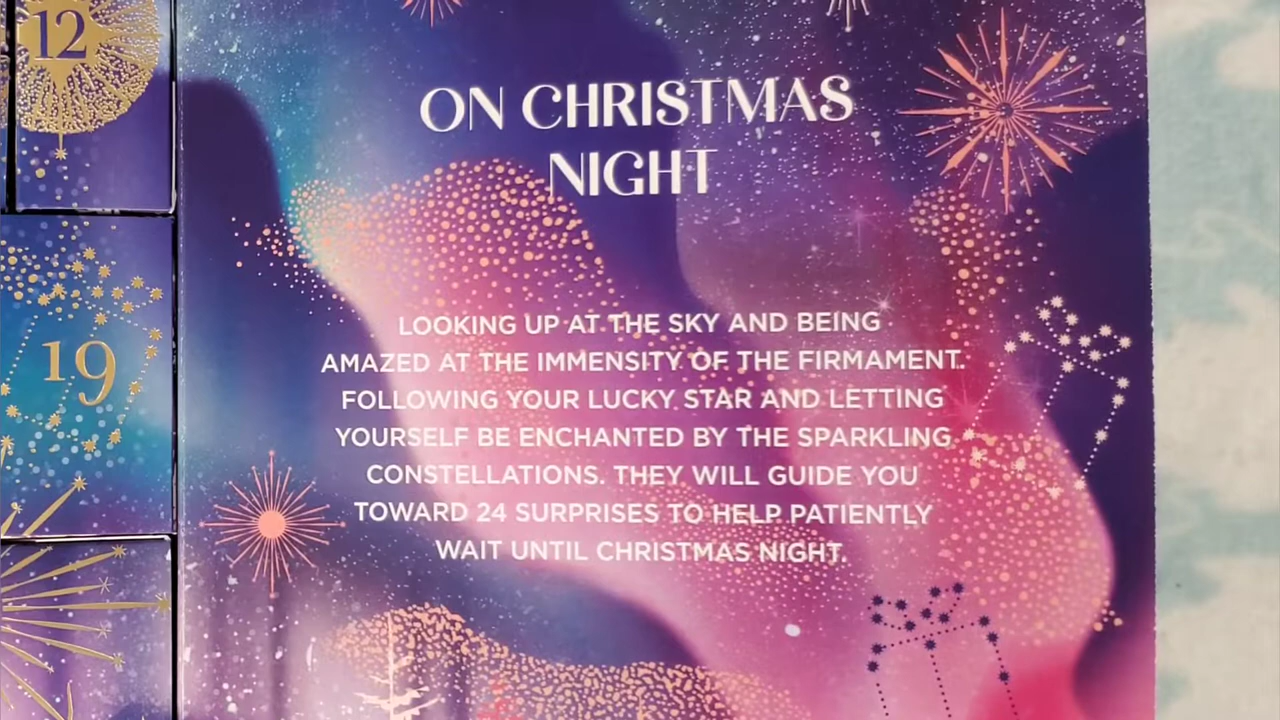 12
19
ON CHRISTMAS
NIGHT
LOOKING UP AT THE SKY AND BEING
AMAZED AT THE IMMENSITY OF THE FIRMAMENT.
FOLLOWING YOUR LUCKY STAR AND LETTING
YOURSELF BE ENCHANTED BY THE SPARKLING
CONSTELLATIONS. THEY WILL GUIDE YOU
TOWARD 24 SURPRISES TO HELP PATIENTLY
WAIT UNTIL CHRISTMAS NIGHT.